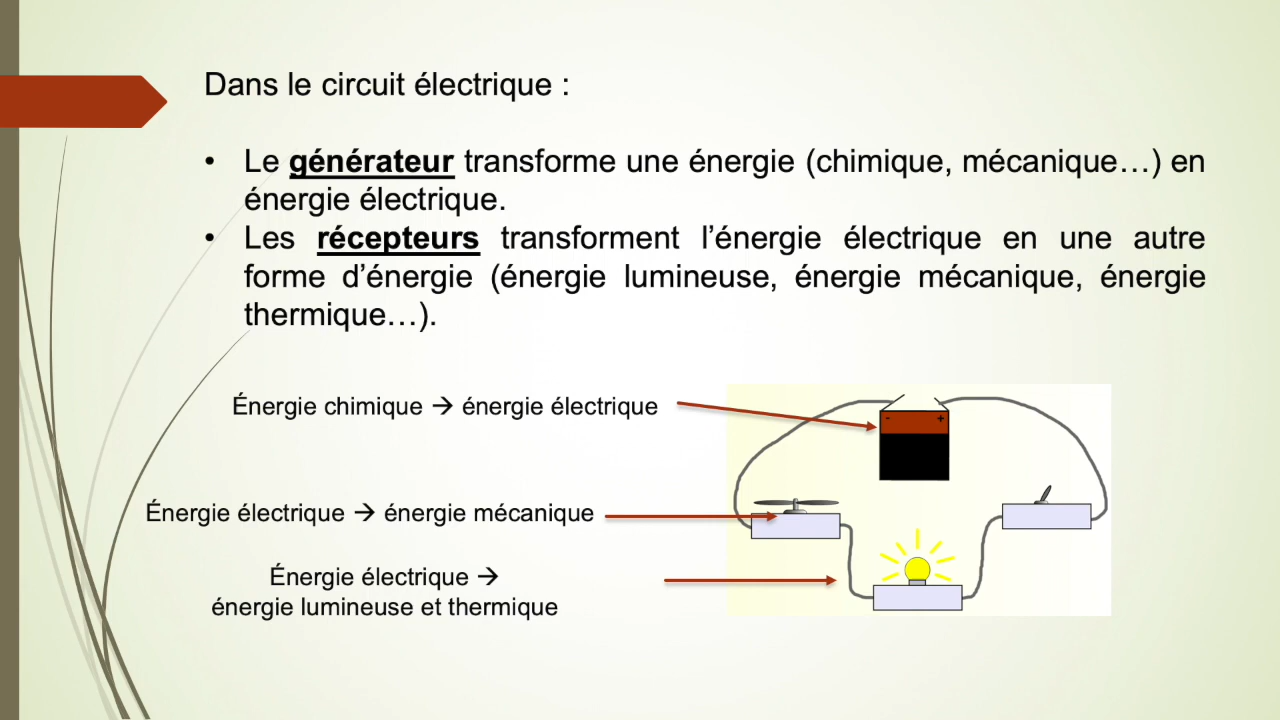 Dans le circuit électrique :
• Le générateur transforme une énergie (chimique, mécanique…) en
énergie électrique.
• Les récepteurs transforment l’énergie électrique en une autre
forme d’énergie (énergie lumineuse, énergie mécanique, énergie
thermique…).
Énergie chimique → énergie électrique
- +
Énergie électrique → énergie mécanique
Énergie électrique →
énergie lumineuse et thermique